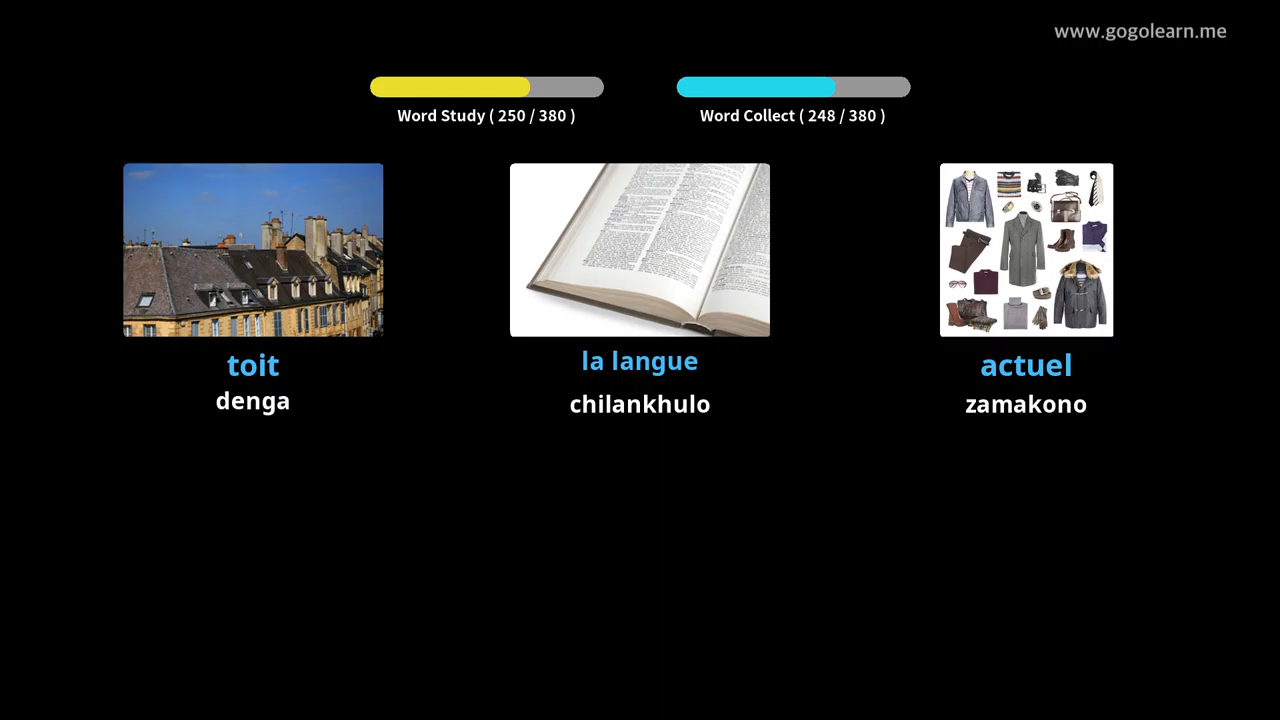 www.gogolearn.me
Word Study ( 250 / 380 )
Word Collect ( 248 / 380 )
toit
denga
la langue
chilankhulo
actuel
zamakono